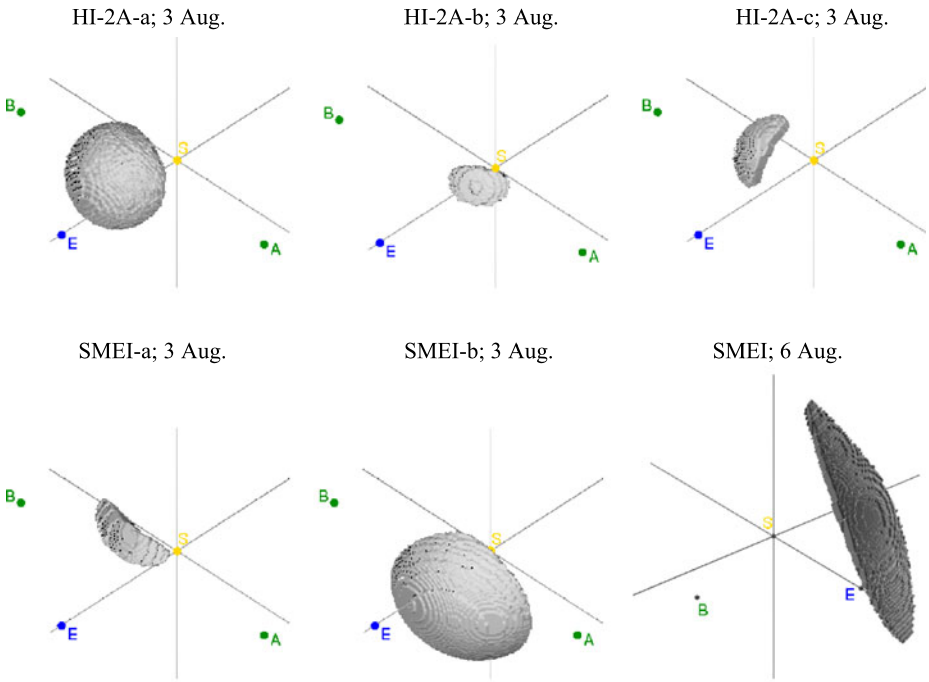 HI-2A-a; 3 Aug.
HI-2A-b; 3 Aug.
HI-2A-c; 3 Aug.
B
S
E
A
B
S
E
A
B
S
E
A
SMEI-a; 3 Aug.
SMEI-b; 3 Aug.
SMEI; 6 Aug.
B
S
E
A
B
S
E
A
S
E
B